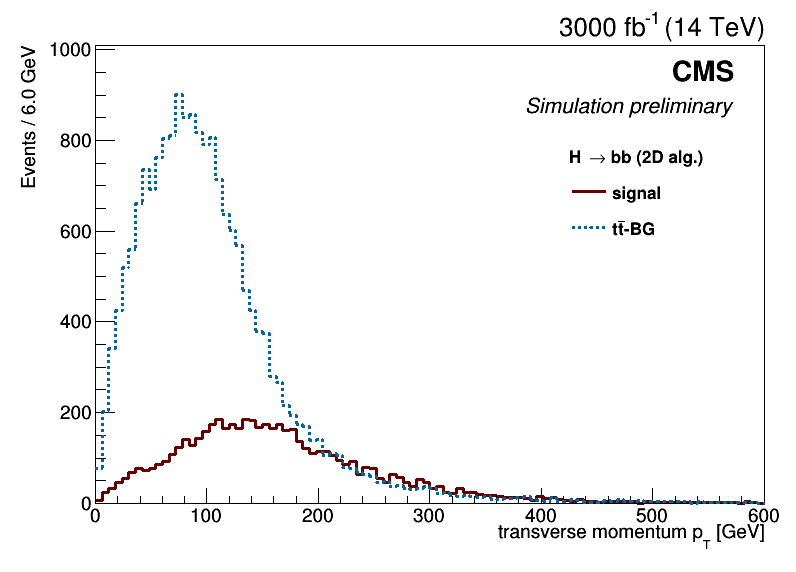 3000 fb⁻¹ (14 TeV)
CMS
Simulation preliminary
H → bb (2D alg.)
signal
tt̄-BG
Events / 6.0 GeV
1000
800
600
400
200
0
0 100 200 300 400 500 600
transverse momentum p_T [GeV]